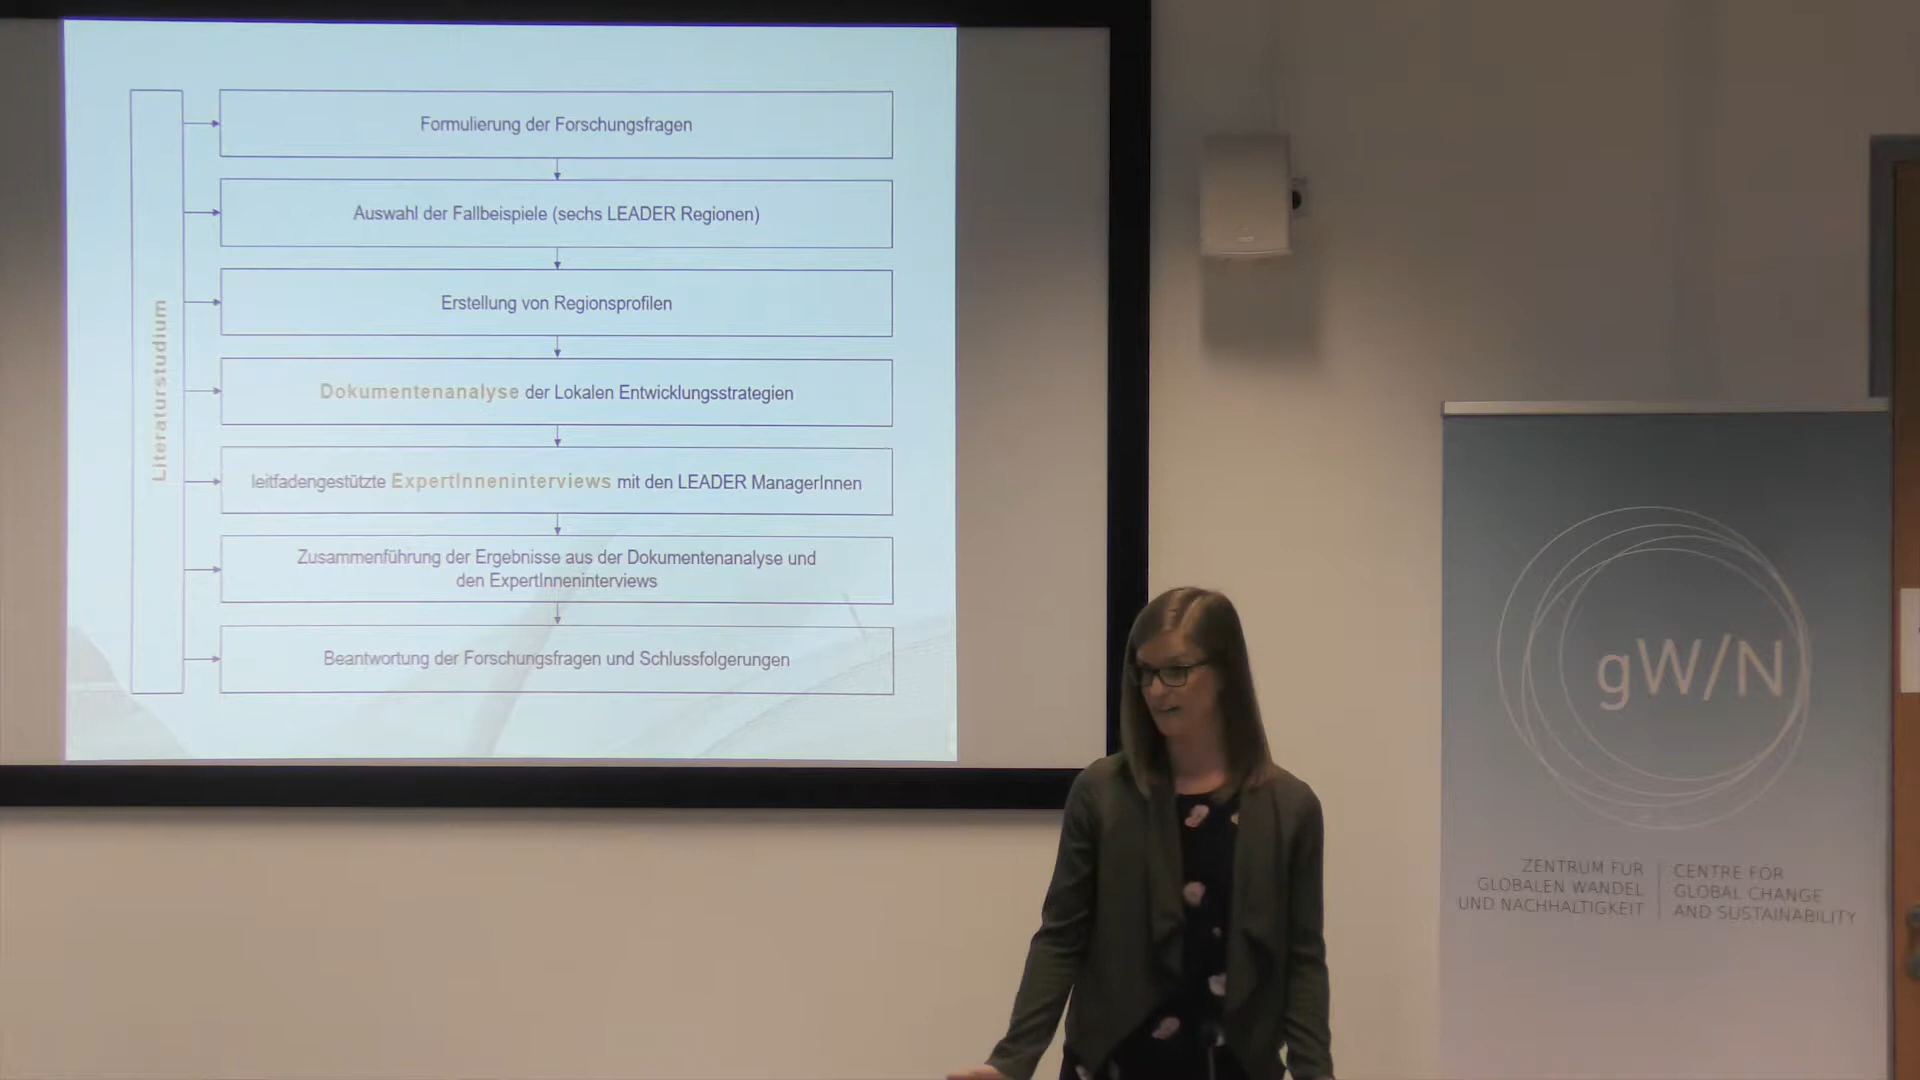 Literaturstudium
Formulierung der Forschungsfragen
Auswahl der Fallbeispiele (sechs LEADER Regionen)
Erstellung von Regionsprofilen
Dokumentenanalyse der Lokalen Entwicklungsstrategien
leitfadengestützte ExpertInneninterviews mit den LEADER ManagerInnen
Zusammenführung der Ergebnisse aus der Dokumentenanalyse und
den ExpertInneninterviews
Beantwortung der Forschungsfragen und Schlussfolgerungen
gW/N
ZENTRUM FÜR
GLOBALEN WANDEL
UND NACHHALTIGKEIT
CENTRE FOR
GLOBAL CHANGE
AND SUSTAINABILITY